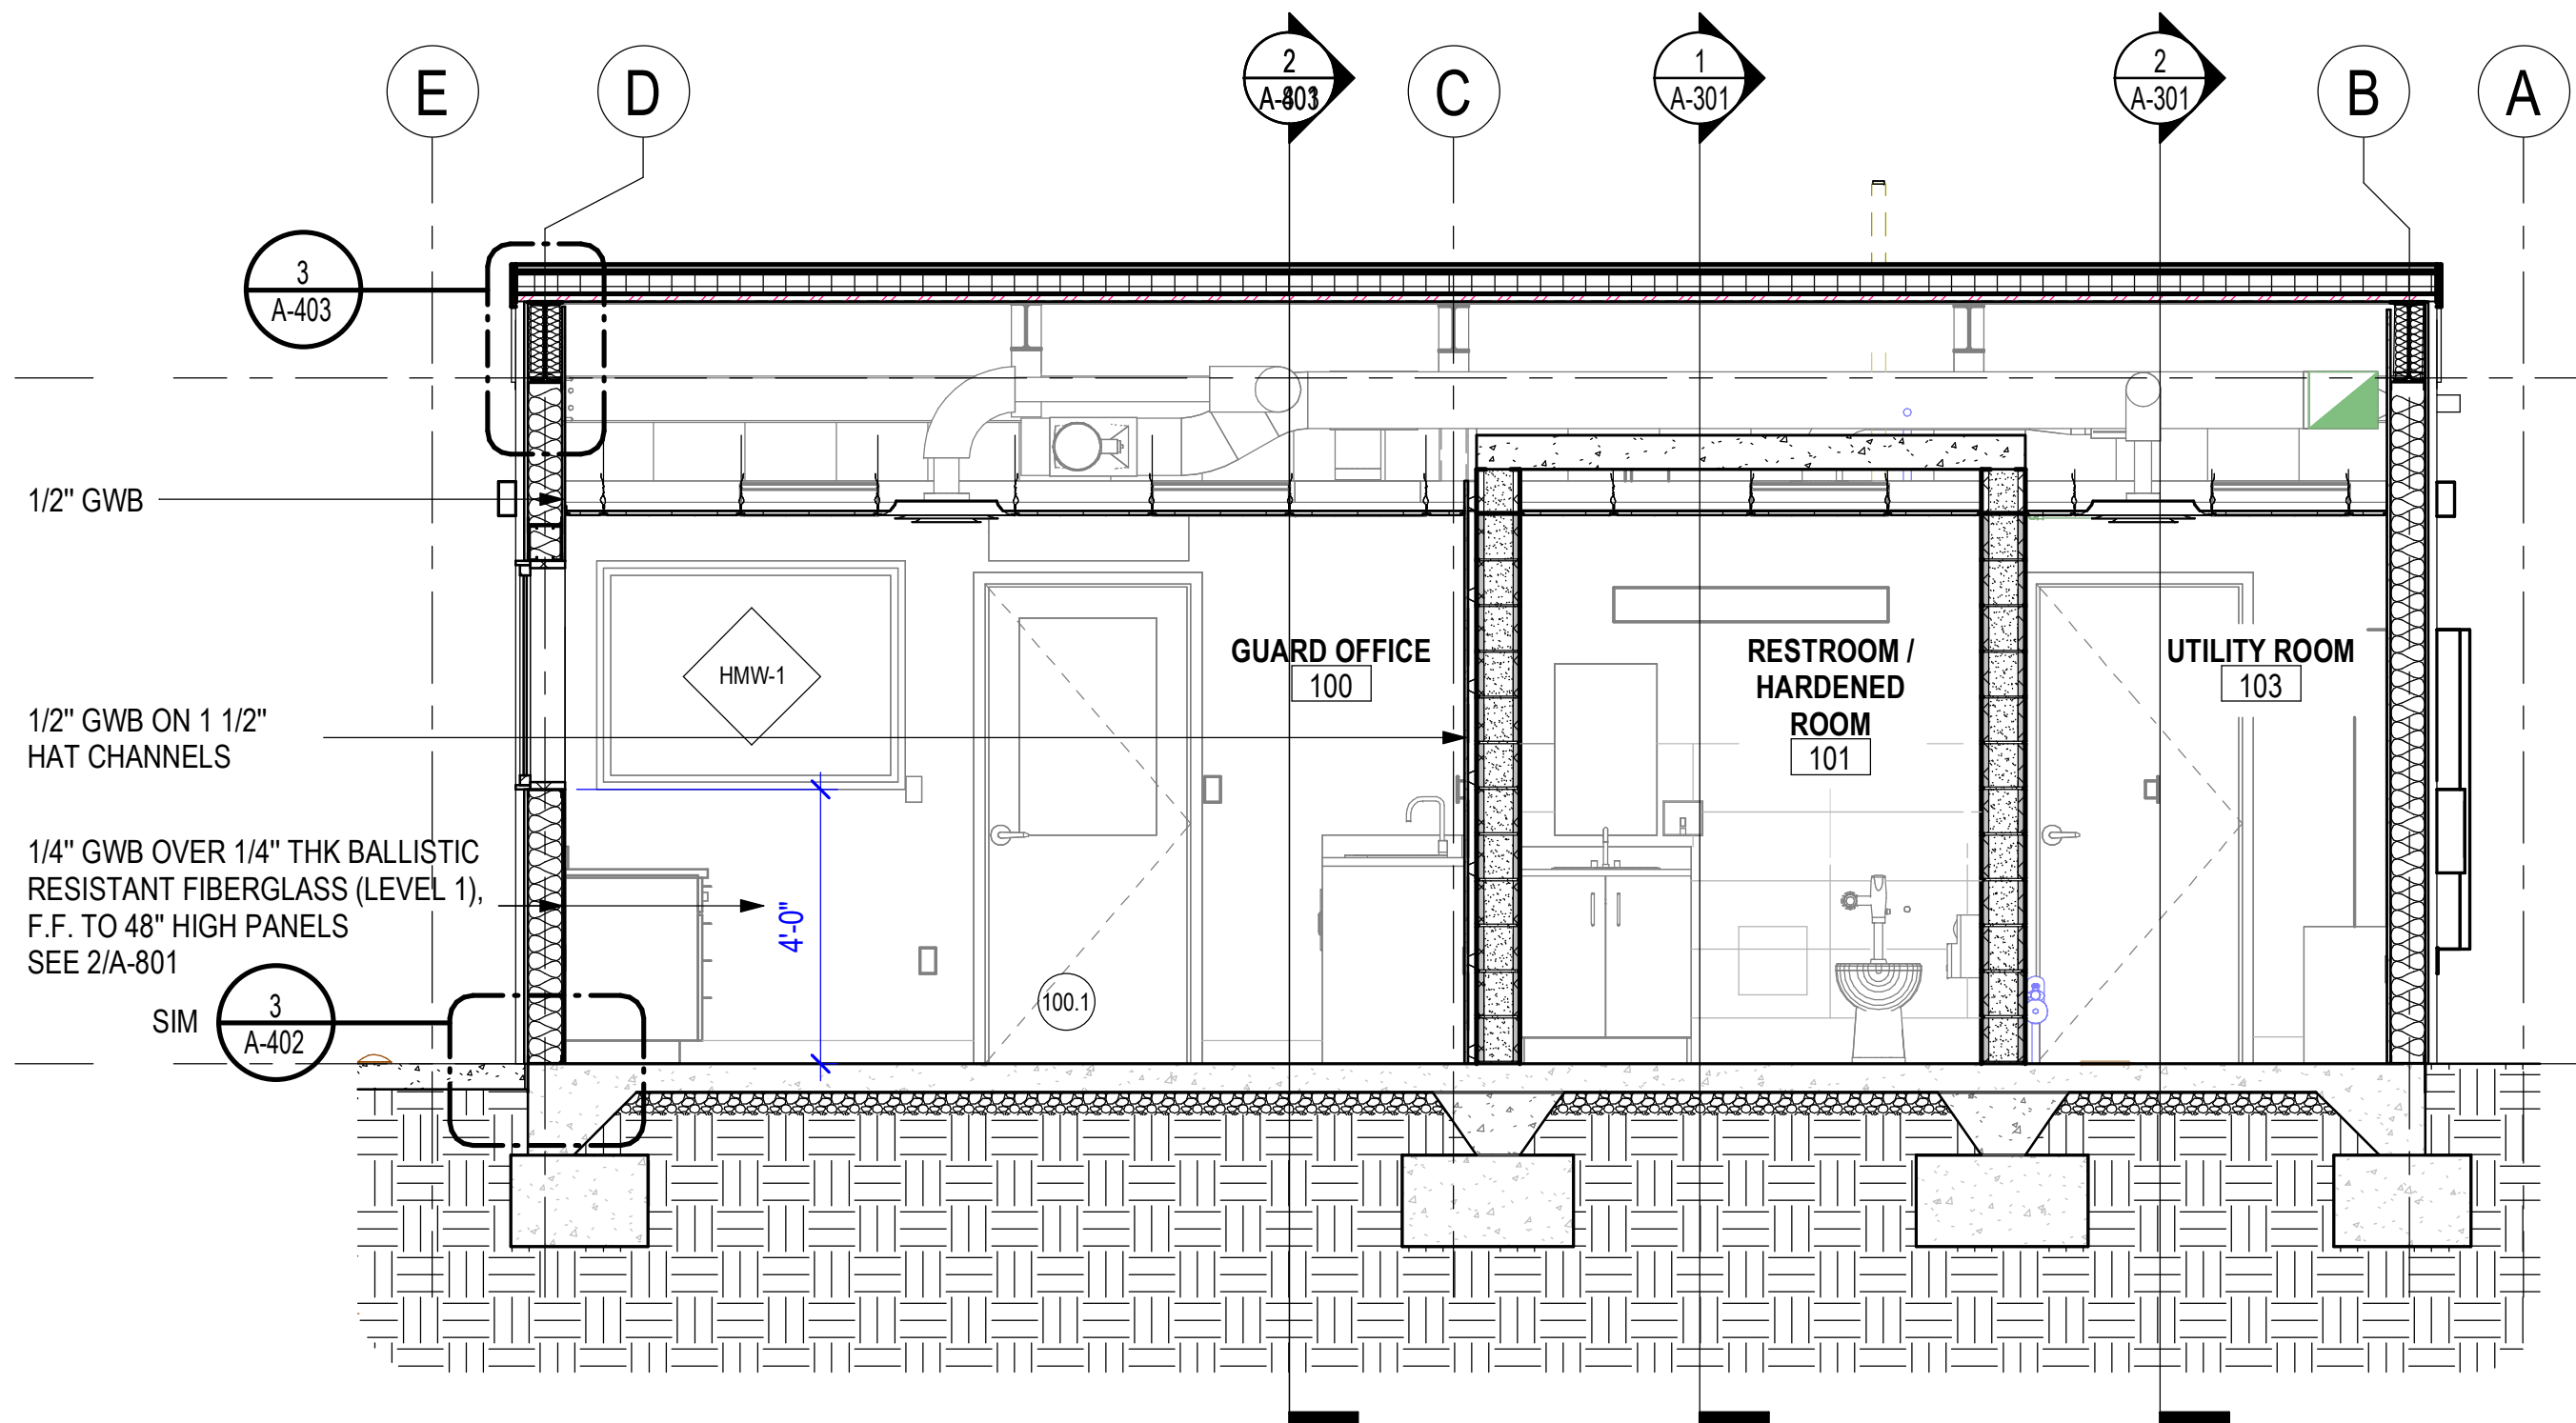 E
D
2
C
1
A-301
2
A-301
B
A
3
A-403
1/2" GWB
HMW-1
GUARD OFFICE
100
RESTROOM /
HARDENED
ROOM
101
UTILITY ROOM
103
1/2" GWB ON 1 1/2"
HAT CHANNELS
1/4" GWB OVER 1/4" THK BALLISTIC
RESISTANT FIBERGLASS (LEVEL 1),
F.F. TO 48" HIGH PANELS
SEE 2/A-801
4'-0"
100.1
SIM
3
A-402